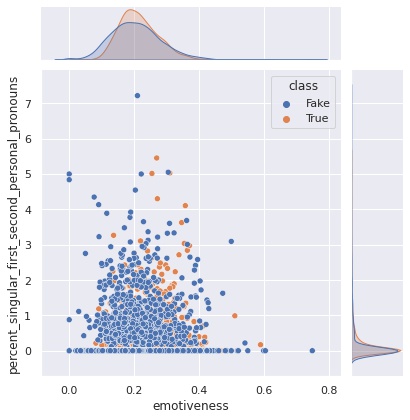 class
Fake
True
percent_singular_first_second_personal_pronouns
7
6
5
4
3
2
1
0
0.0 0.2 0.4 0.6 0.8
emotiveness